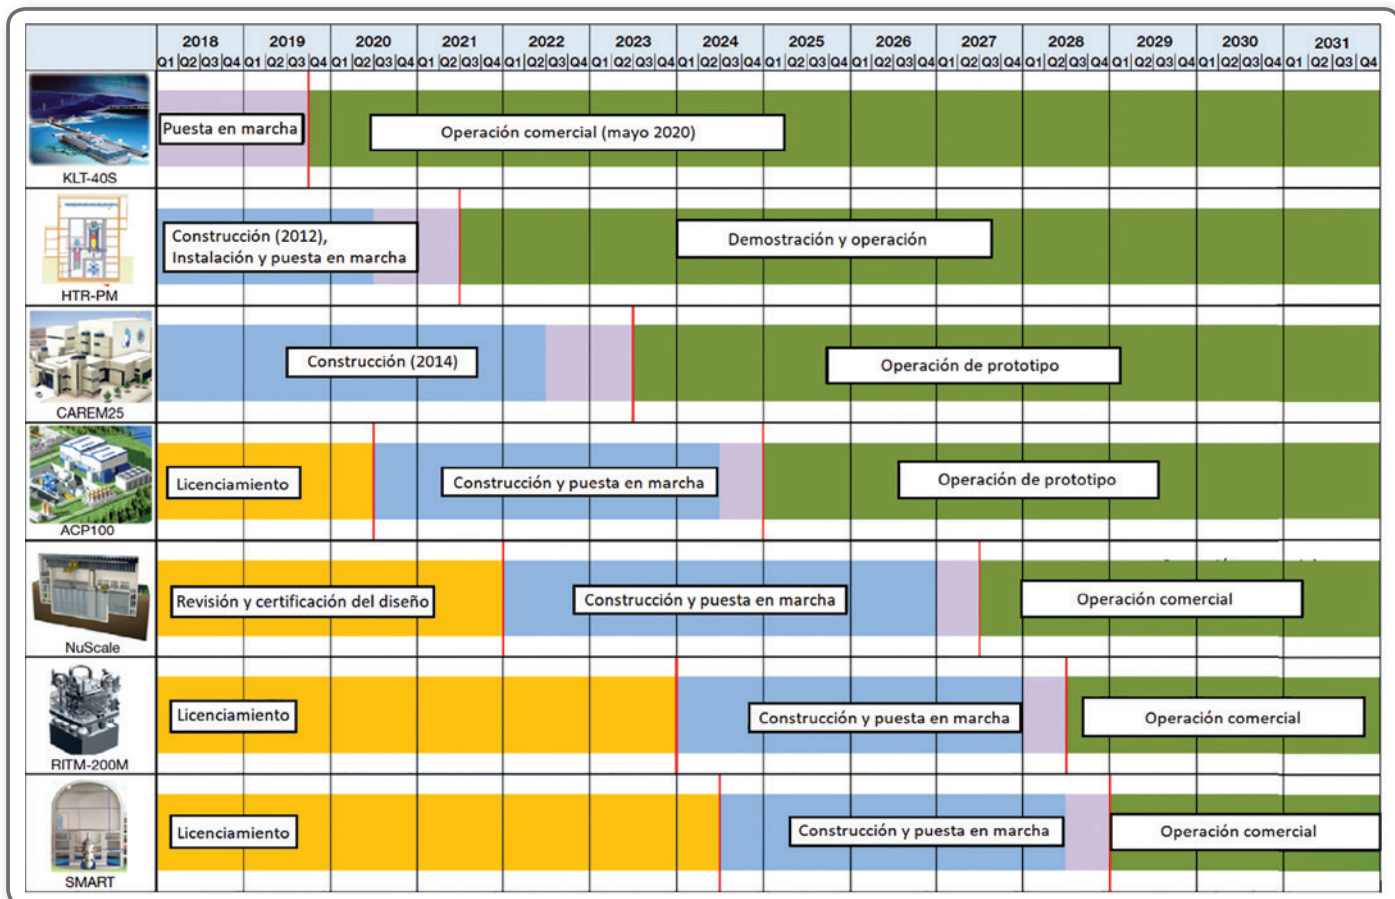 2018 2019 2020 2021 2022 2023 2024 2025 2026 2027 2028 2029 2030 2031
Q1 Q2 Q3 Q4 Q1 Q2 Q3 Q4 Q1 Q2 Q3 Q4 Q1 Q2 Q3 Q4 Q1 Q2 Q3 Q4 Q1 Q2 Q3 Q4 Q1 Q2 Q3 Q4 Q1 Q2 Q3 Q4 Q1 Q2 Q3 Q4 Q1 Q2 Q3 Q4 Q1 Q2 Q3 Q4 Q1 Q2 Q3 Q4 Q1 Q2 Q3 Q4 Q1 Q2 Q3 Q4
Puesta en marcha
Operación comercial (mayo 2020)
KLT-40S
Construcción (2012),
Instalación y puesta en marcha
Demostración y operación
HTR-PM
Construcción (2014)
Operación de prototipo
CAREM25
Licenciamiento
Construcción y puesta en marcha
Operación de prototipo
ACP100
Revisión y certificación del diseño
Construcción y puesta en marcha
Operación comercial
NuScale
Licenciamiento
Construcción y puesta en marcha
Operación comercial
RITM-200M
Licenciamiento
Construcción y puesta en marcha
Operación comercial
SMART